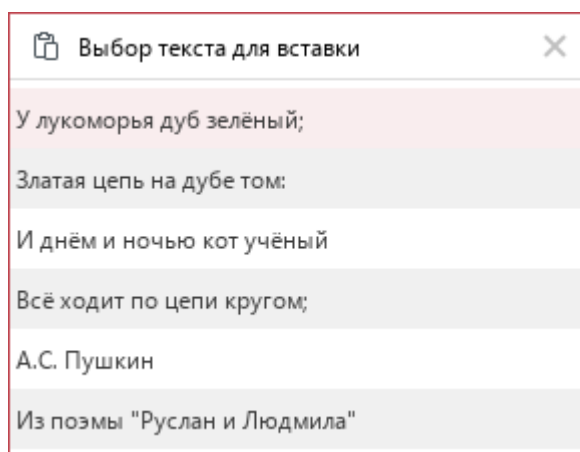 Выбор текста для вставки
У лукоморья дуб зелёный;
Златая цепь на дубе том:
И днём и ночью кот учёный
Всё ходит по цепи кругом;
А.С. Пушкин
Из поэмы "Руслан и Людмила"